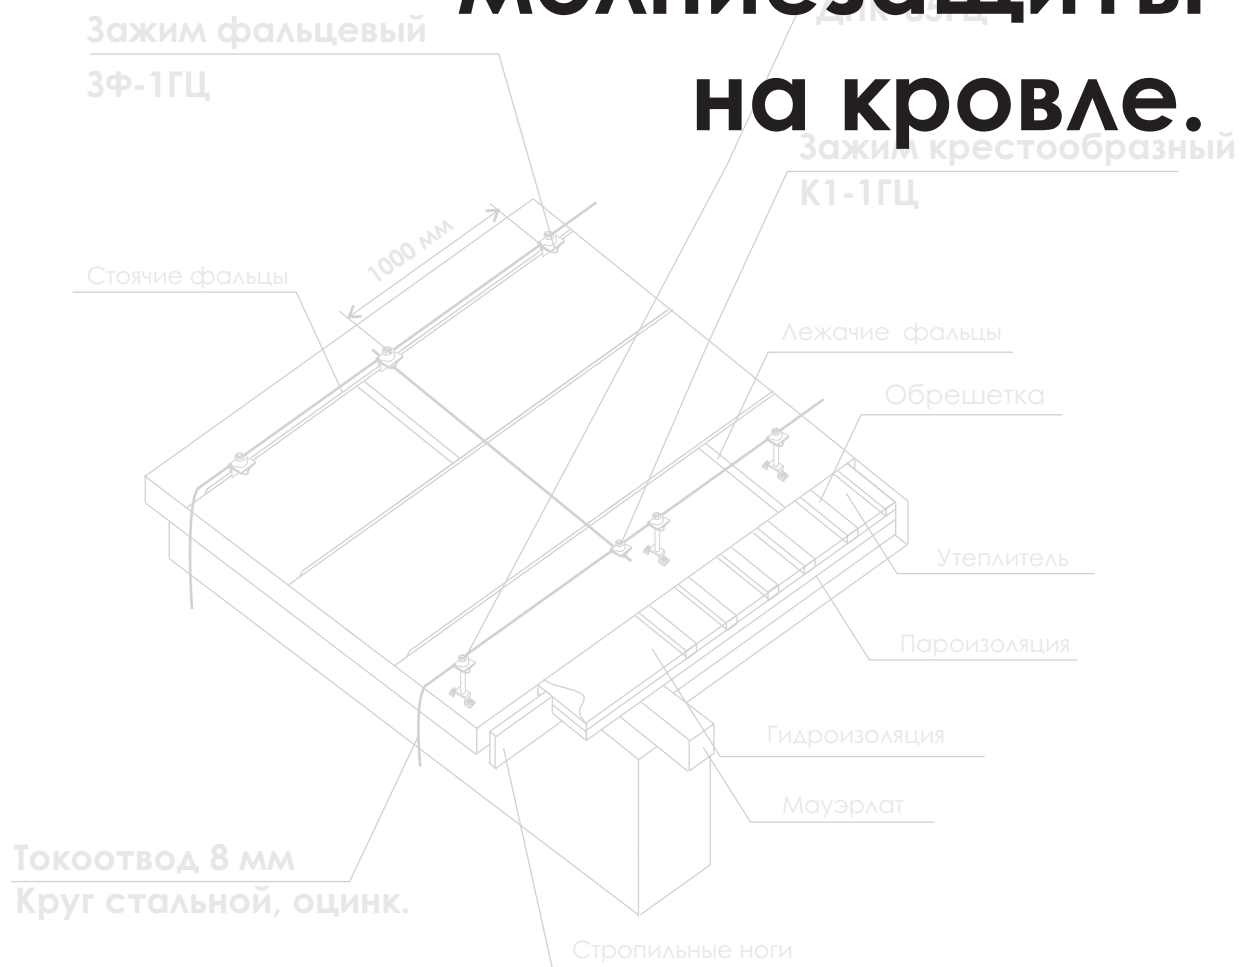 молниезащиты
на кровле.
Зажим фальцевый
ЗФ-1ГЦ
Зажим крестообразный
К1-1ГЦ
1000 мм
Стоячие фальцы
Лежачие фальцы
Обрешетка
Утеплитель
Пароизоляция
Гидроизоляция
Мауэрлат
Токоотвод 8 мм
Круг стальной, оцинк.
Стропильные ноги